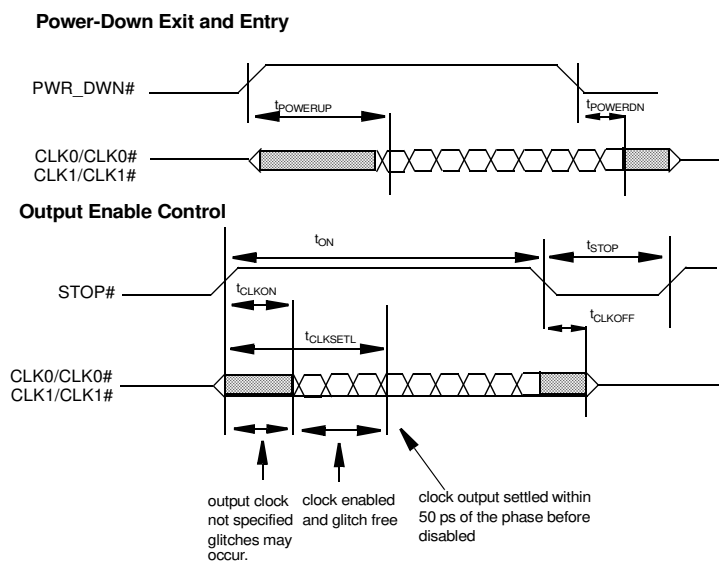 Power-Down Exit and Entry
PWR_DWN#
tPOWERUP
tPOWERDN
CLK0/CLK0#
CLK1/CLK1#
Output Enable Control
tON
tSTOP
STOP#
tCLKON
tCLKOFF
tCLKSETL
CLK0/CLK0#
CLK1/CLK1#
output clock
not specified
glitches may
occur.
clock enabled
and glitch free
clock output settled within
50 ps of the phase before
disabled